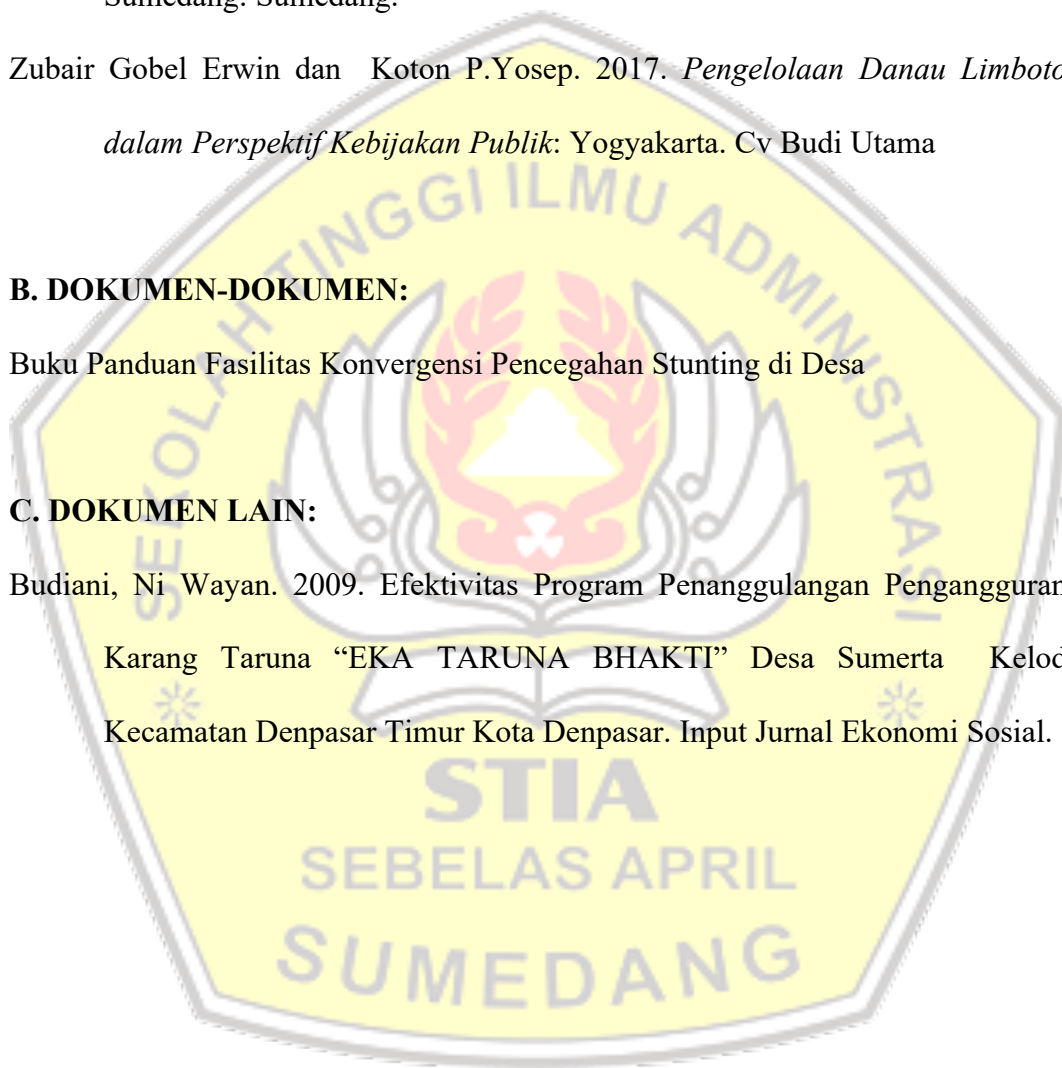 Sumedang. Sumedang.
Zubair Gobel Erwin dan Koton P.Yosep. 2017. Pengelolaan Danau Limboto
dalam Perspektif Kebijakan Publik: Yogyakarta. Cv Budi Utama
B. DOKUMEN-DOKUMEN:
Buku Panduan Fasilitas Konvergensi Pencegahan Stunting di Desa
C. DOKUMEN LAIN:
Budiani, Ni Wayan. 2009. Efektivitas Program Penanggulangan Pengangguran
Karang Taruna “EKA TARUNA BHAKTI” Desa Sumerta Kelod
Kecamatan Denpasar Timur Kota Denpasar. Input Jurnal Ekonomi Sosial.
SEKOLAH TINGGI ILMU ADMINISTRASI
STIA
SEBELAS APRIL
SUMEDANG